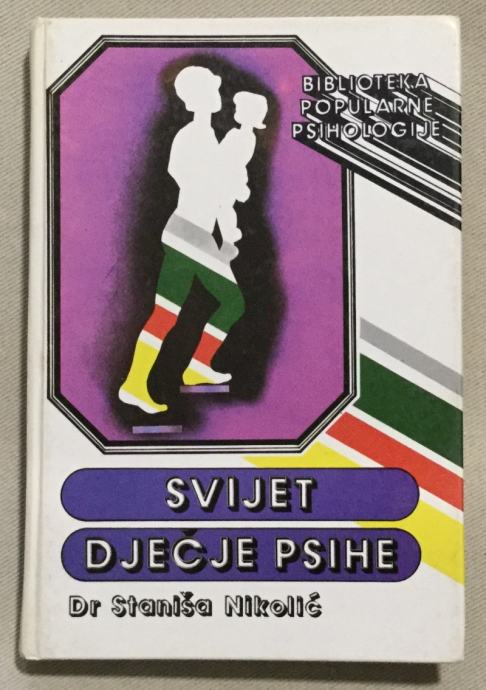 BIBLIOTEKA
POPULARNE
PSIHOLOGIJE
SVIJET
DJEČJE PSIHE
Dr Staniša Nikolić